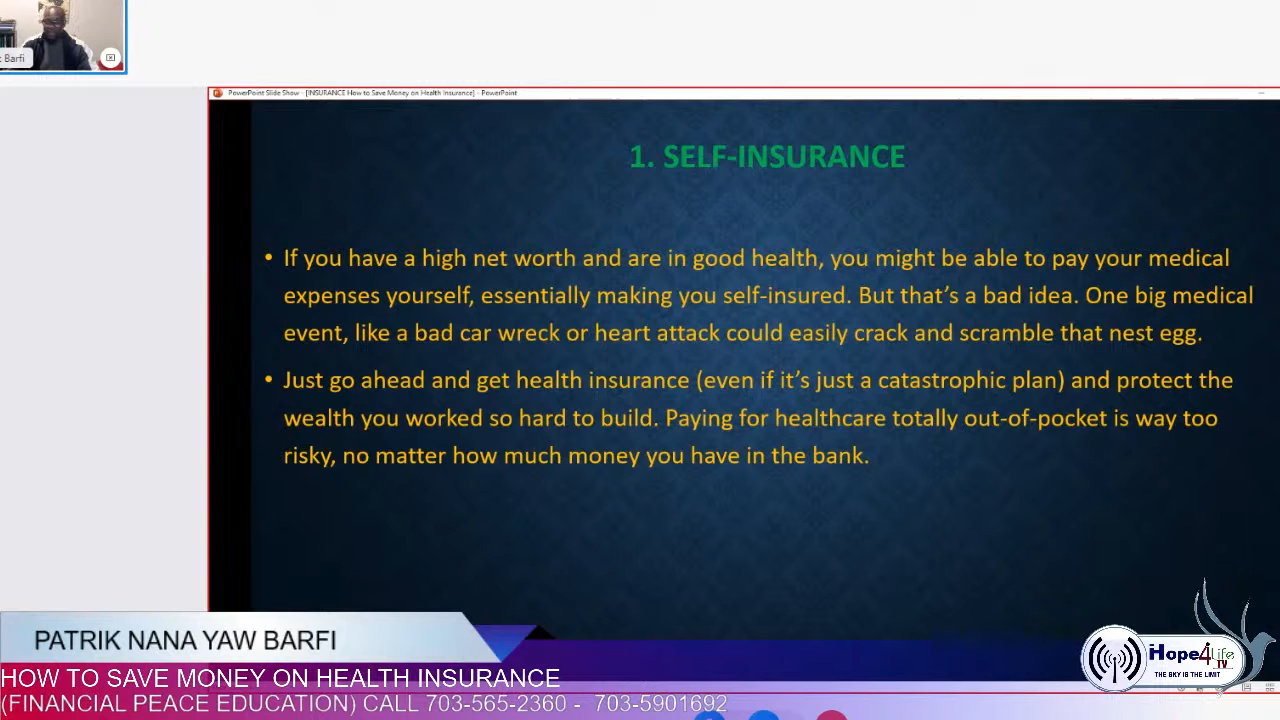 Barfi
PowerPoint Slide Show - [INSURANCE How to Save Money on Health Insurance] - PowerPoint
1. SELF-INSURANCE
• If you have a high net worth and are in good health, you might be able to pay your medical
expenses yourself, essentially making you self-insured. But that’s a bad idea. One big medical
event, like a bad car wreck or heart attack could easily crack and scramble that nest egg.
• Just go ahead and get health insurance (even if it’s just a catastrophic plan) and protect the
wealth you worked so hard to build. Paying for healthcare totally out-of-pocket is way too
risky, no matter how much money you have in the bank.
PATRIK NANA YAW BARFI
Hope4Life
TV
THE SKY IS THE LIMIT
HOW TO SAVE MONEY ON HEALTH INSURANCE
(FINANCIAL PEACE EDUCATION) CALL 703-565-2360 - 703-5901692